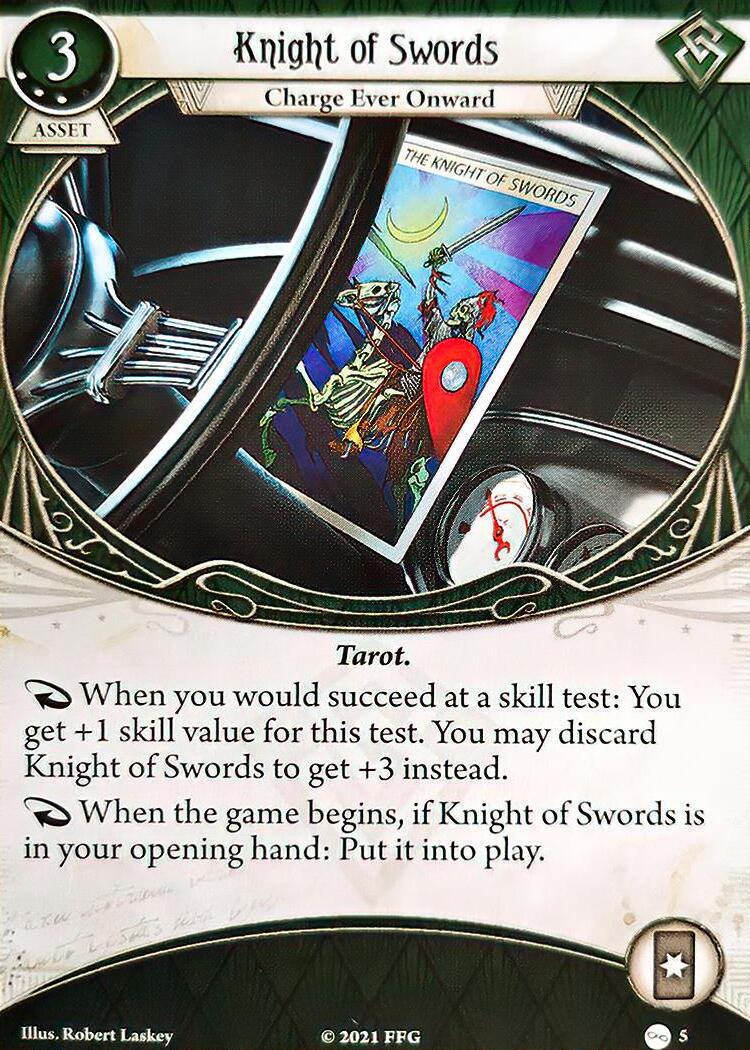 3
Knight of Swords
Charge Ever Onward
ASSET
THE KNIGHT OF SWORDS
Tarot.
When you would succeed at a skill test: You
get +1 skill value for this test. You may discard
Knight of Swords to get +3 instead.
When the game begins, if Knight of Swords is
in your opening hand: Put it into play.
Illus. Robert Laskey
© 2021 FFG
5